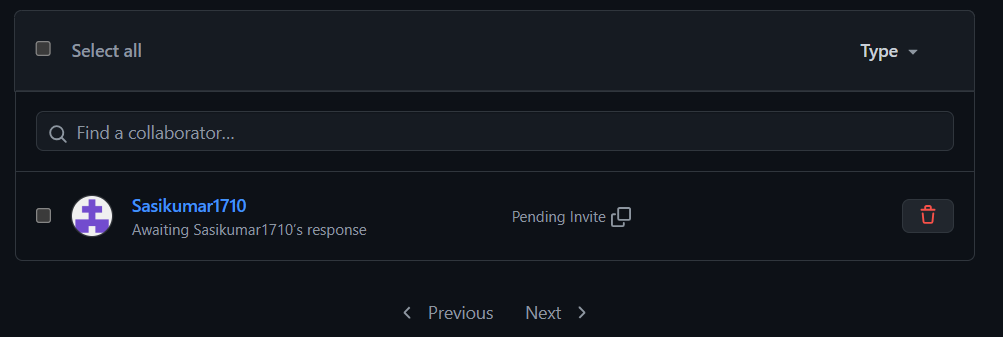 Select all
Type
Find a collaborator...
Sasikumar1710
Awaiting Sasikumar1710's response
Pending Invite
Previous Next